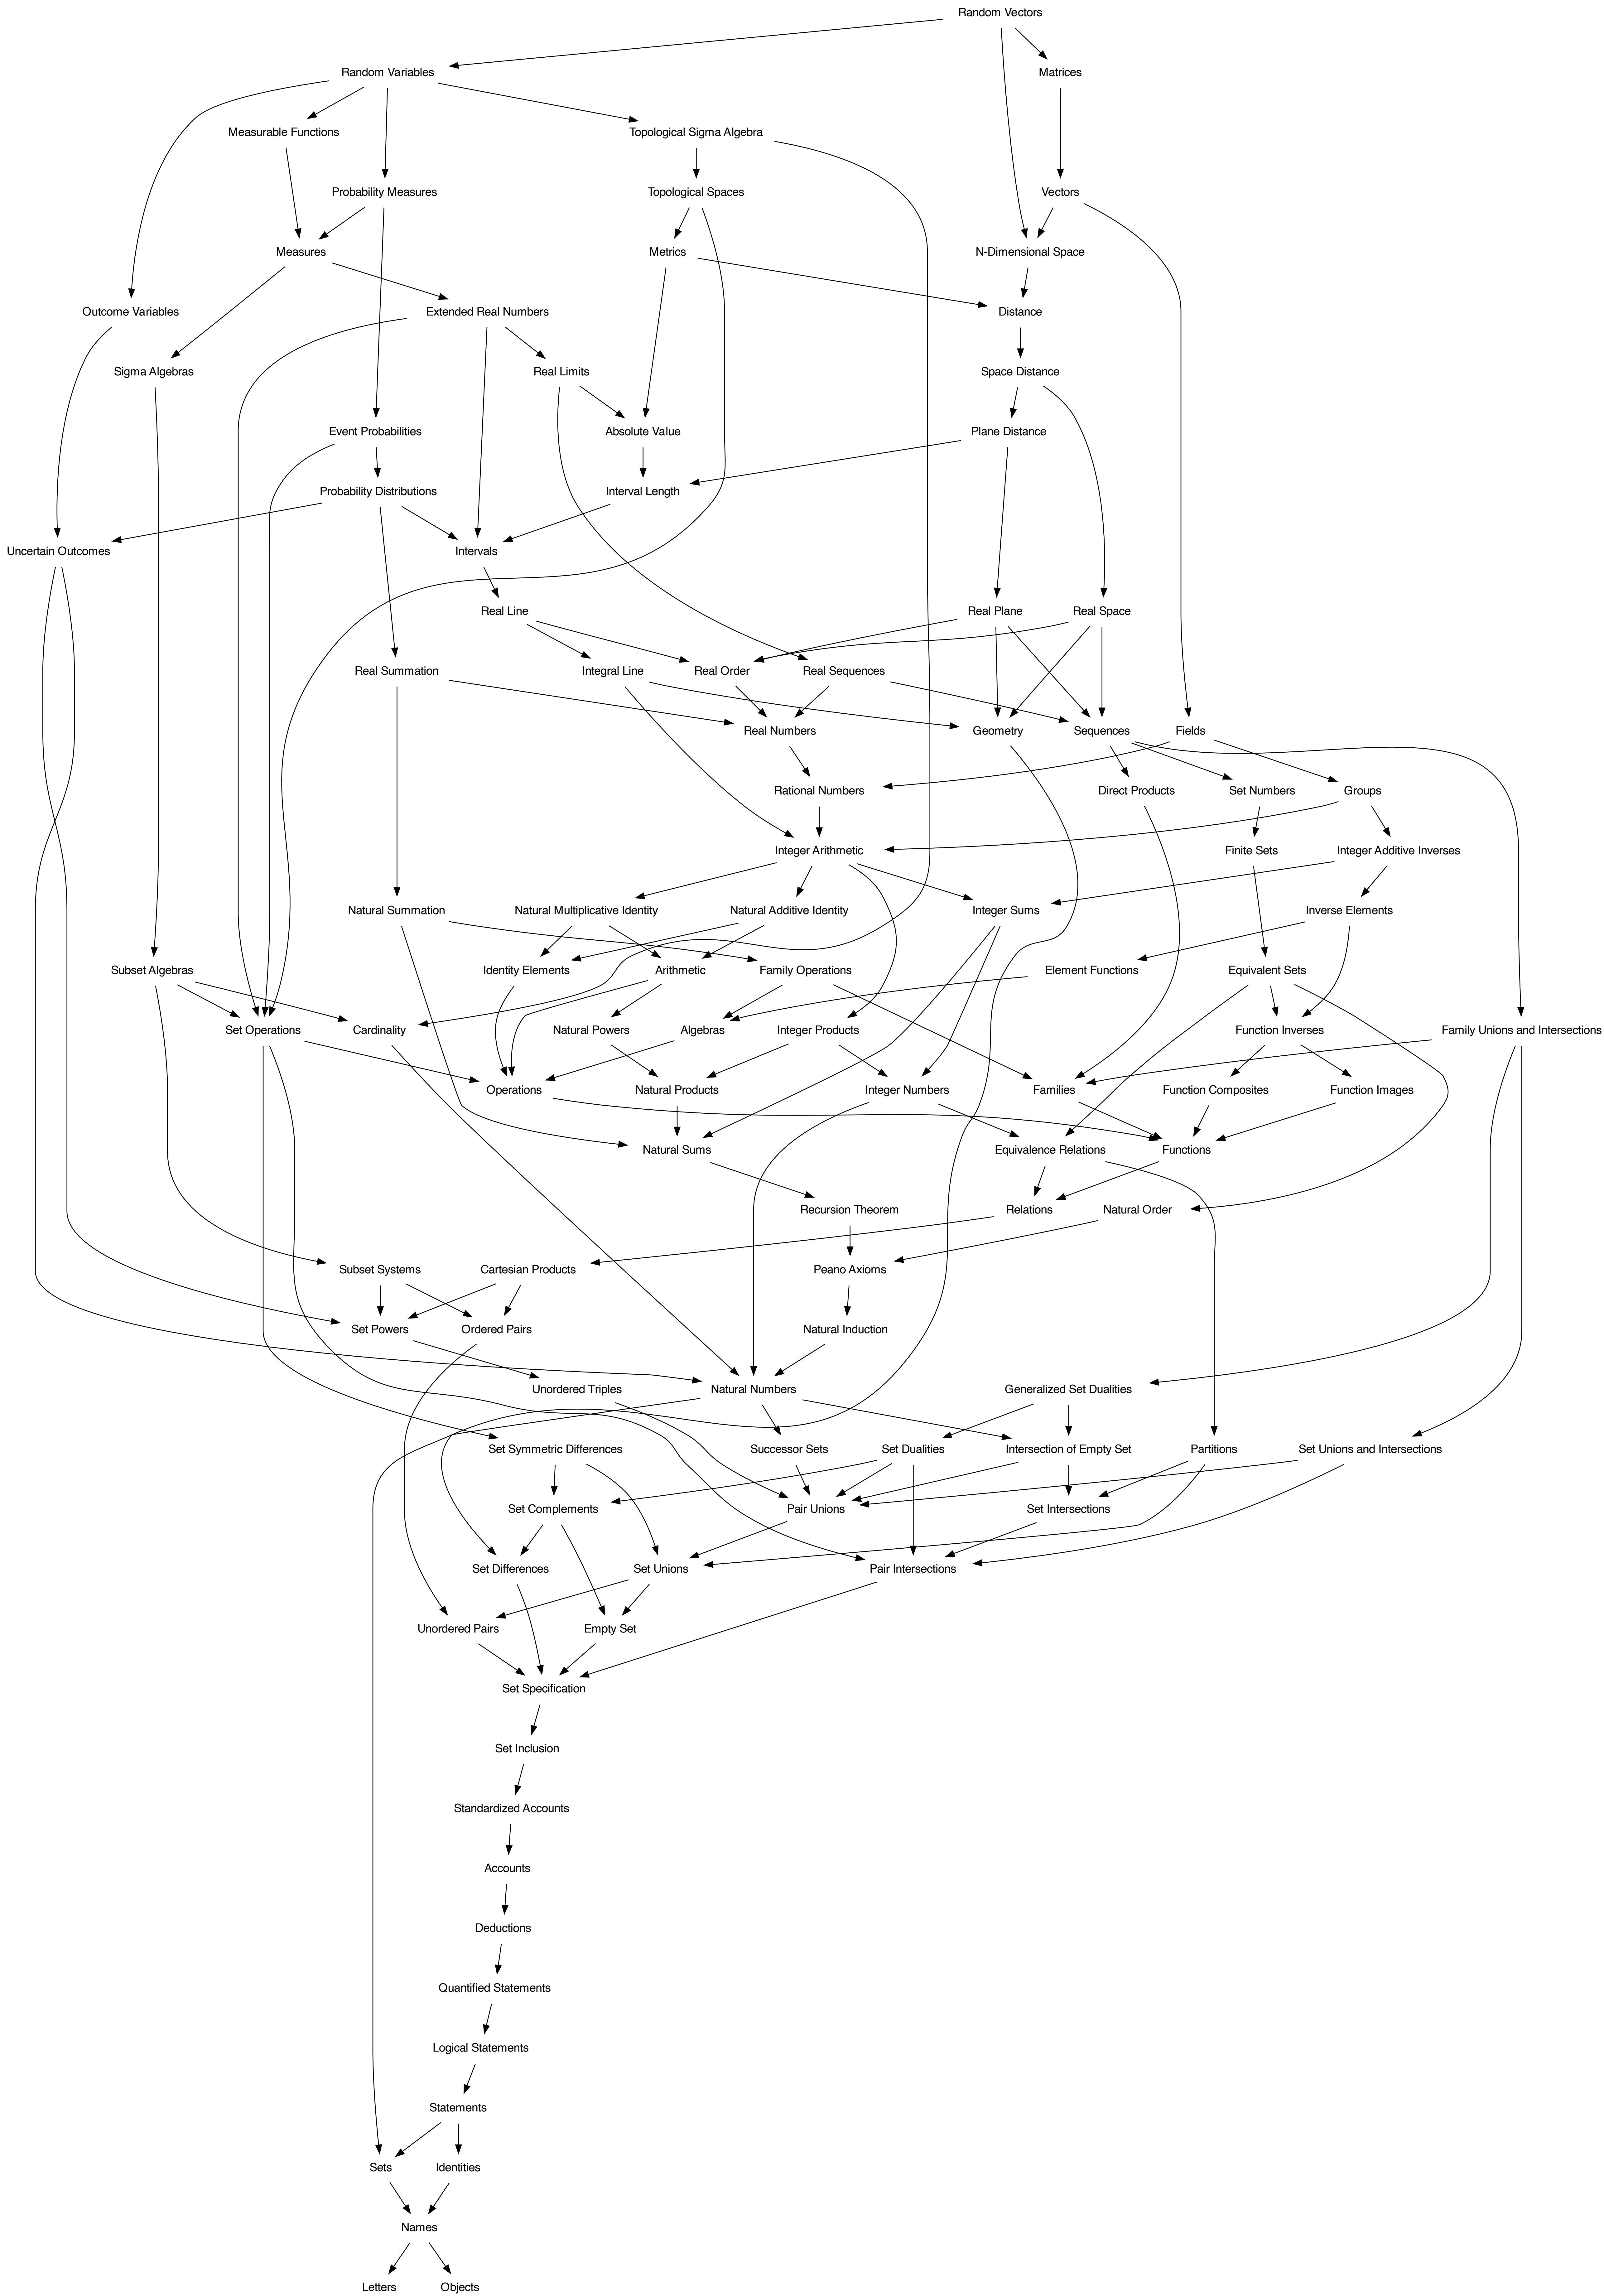 Random Vectors
Random Variables
Matrices
Measurable Functions
Topological Sigma Algebra
Probability Measures
Topological Spaces
Vectors
Measures
Metrics
N-Dimensional Space
Outcome Variables
Extended Real Numbers
Distance
Sigma Algebras
Real Limits
Space Distance
Event Probabilities
Absolute Value
Plane Distance
Probability Distributions
Interval Length
Uncertain Outcomes
Intervals
Real Line
Real Plane
Real Space
Real Summation
Integral Line
Real Order
Real Sequences
Real Numbers
Geometry
Sequences
Fields
Rational Numbers
Direct Products
Set Numbers
Groups
Integer Arithmetic
Finite Sets
Integer Additive Inverses
Natural Summation
Natural Multiplicative Identity
Natural Additive Identity
Integer Sums
Inverse Elements
Subset Algebras
Identity Elements
Arithmetic
Family Operations
Element Functions
Equivalent Sets
Set Operations
Cardinality
Natural Powers
Algebras
Integer Products
Function Inverses
Family Unions and Intersections
Operations
Natural Products
Integer Numbers
Families
Function Composites
Function Images
Natural Sums
Equivalence Relations
Functions
Recursion Theorem
Relations
Natural Order
Subset Systems
Cartesian Products
Peano Axioms
Set Powers
Ordered Pairs
Natural Induction
Unordered Triples
Natural Numbers
Generalized Set Dualities
Set Symmetric Differences
Successor Sets
Set Dualities
Intersection of Empty Set
Partitions
Set Unions and Intersections
Set Complements
Pair Unions
Set Intersections
Set Differences
Set Unions
Pair Intersections
Unordered Pairs
Empty Set
Set Specification
Set Inclusion
Standardized Accounts
Accounts
Deductions
Quantified Statements
Logical Statements
Statements
Sets
Identities
Names
Letters
Objects